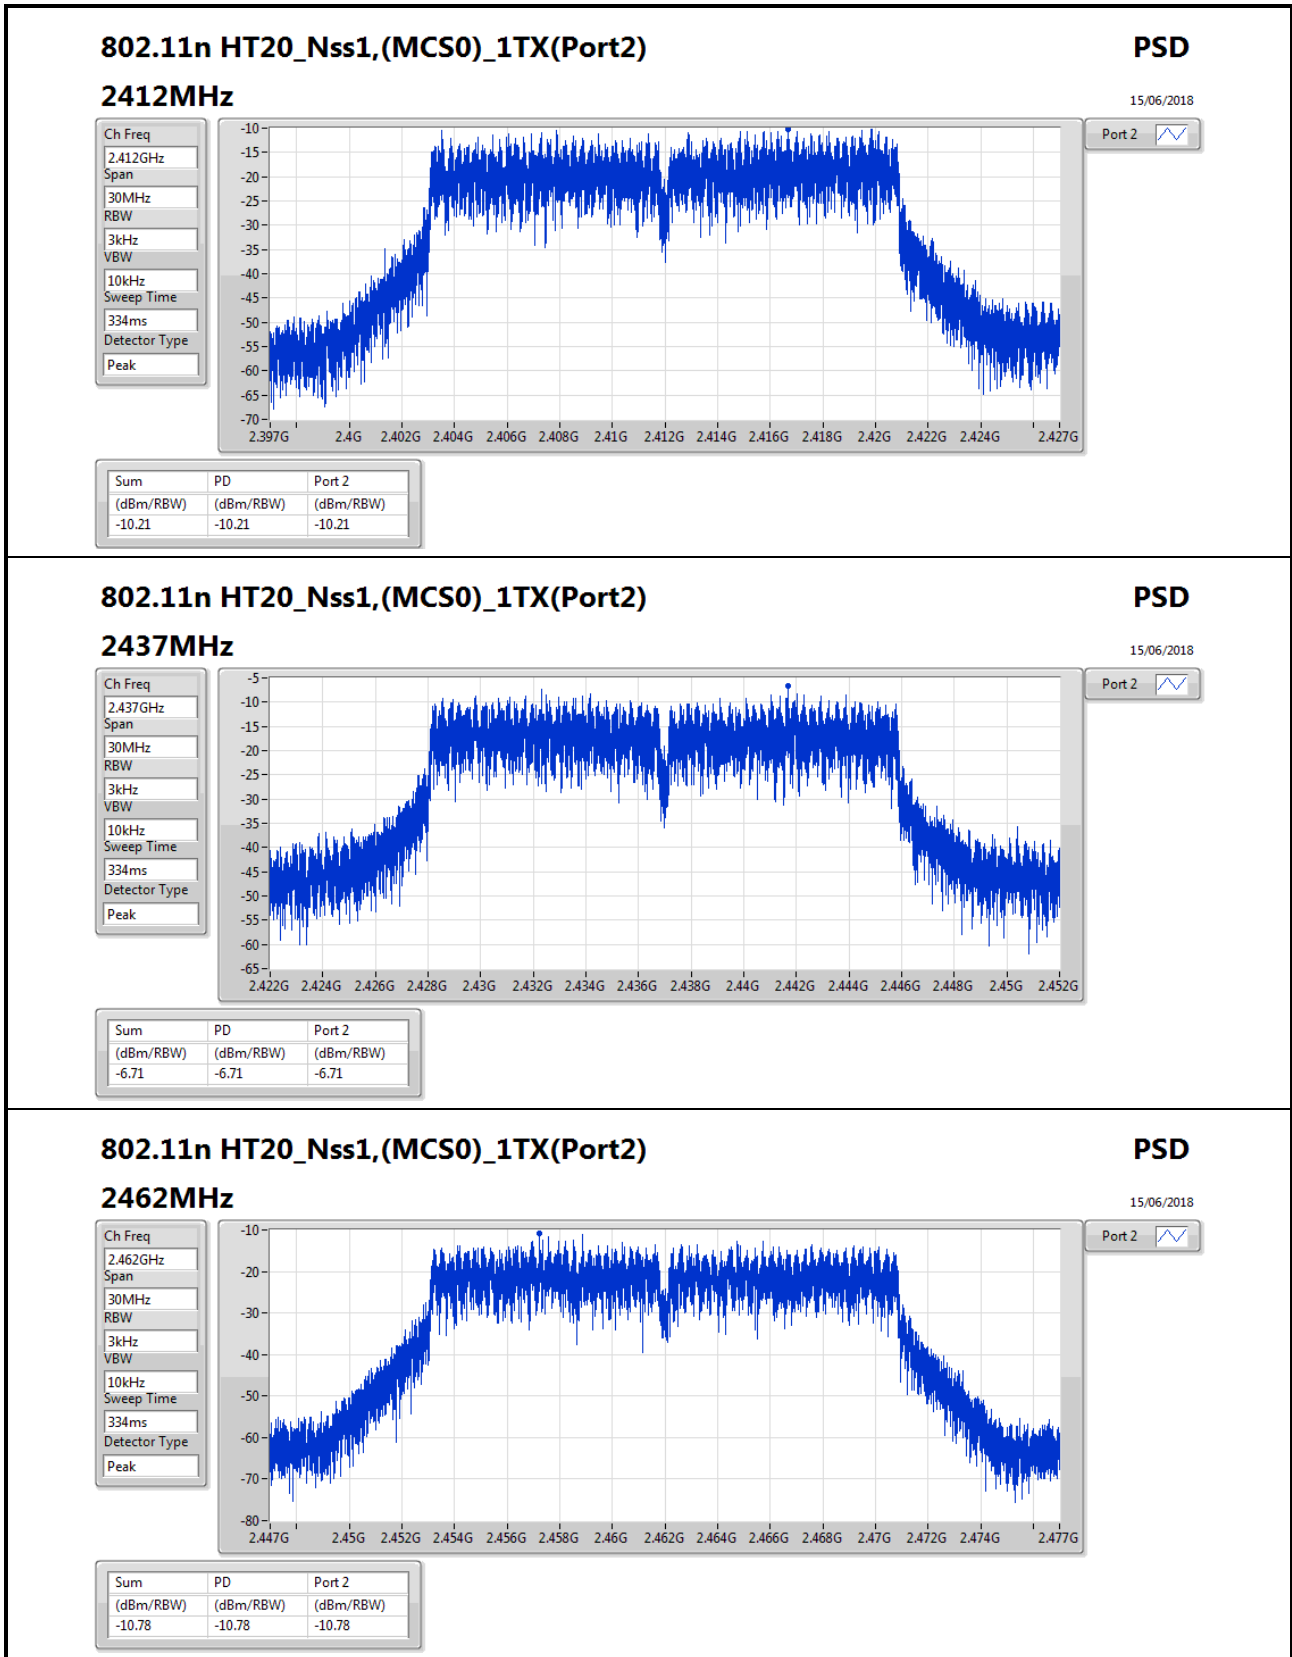 802.11n HT20_Nss1,(MCS0)_1TX(Port2) PSD
2412MHz 15/06/2018
Ch Freq
2.412GHz
Span
30MHz
RBW
3kHz
VBW
10kHz
Sweep Time
334ms
Detector Type
Peak
-10
-15
-20
-25
-30
-35
-40
-45
-50
-55
-60
-65
-70
2.397G 2.4G 2.402G 2.404G 2.406G 2.408G 2.41G 2.412G 2.414G 2.416G 2.418G 2.42G 2.422G 2.424G 2.427G
Port 2
Sum PD Port 2
(dBm/RBW) (dBm/RBW) (dBm/RBW)
-10.21 -10.21 -10.21
802.11n HT20_Nss1,(MCS0)_1TX(Port2) PSD
2437MHz 15/06/2018
Ch Freq
2.437GHz
Span
30MHz
RBW
3kHz
VBW
10kHz
Sweep Time
334ms
Detector Type
Peak
-5
-10
-15
-20
-25
-30
-35
-40
-45
-50
-55
-60
-65
2.422G 2.424G 2.426G 2.428G 2.43G 2.432G 2.434G 2.436G 2.438G 2.44G 2.442G 2.444G 2.446G 2.448G 2.45G 2.452G
Port 2
Sum PD Port 2
(dBm/RBW) (dBm/RBW) (dBm/RBW)
-6.71 -6.71 -6.71
802.11n HT20_Nss1,(MCS0)_1TX(Port2) PSD
2462MHz 15/06/2018
Ch Freq
2.462GHz
Span
30MHz
RBW
3kHz
VBW
10kHz
Sweep Time
334ms
Detector Type
Peak
-10
-20
-30
-40
-50
-60
-70
-80
2.447G 2.45G 2.452G 2.454G 2.456G 2.458G 2.46G 2.462G 2.464G 2.466G 2.468G 2.47G 2.472G 2.474G 2.477G
Port 2
Sum PD Port 2
(dBm/RBW) (dBm/RBW) (dBm/RBW)
-10.78 -10.78 -10.78